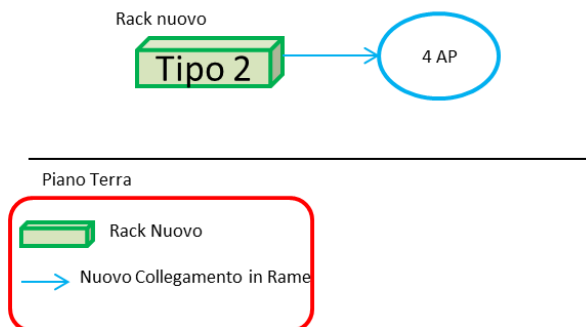 Rack nuovo
Tipo 2
4 AP
Piano Terra
Rack Nuovo
Nuovo Collegamento in Rame